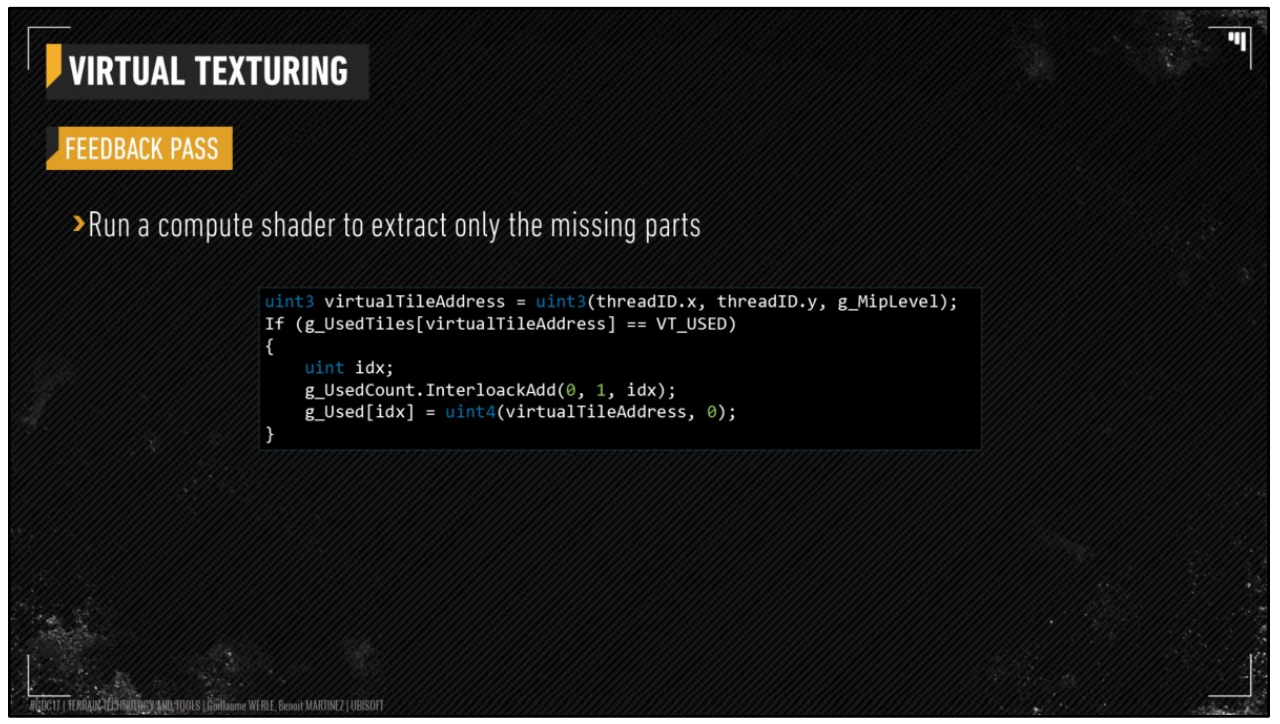 VIRTUAL TEXTURING
FEEDBACK PASS
›Run a compute shader to extract only the missing parts
uint3 virtualTileAddress = uint3(threadID.x, threadID.y, g_MipLevel);
If (g_UsedTiles[virtualTileAddress] == VT_USED)
{
    uint idx;
    g_UsedCount.InterloackAdd(0, 1, idx);
    g_Used[idx] = uint4(virtualTileAddress, 0);
}
#GDC17 | TERRAIN TECHNOLOGY AND TOOLS | Guillaume WERLE, Benoit MARTINEZ | UBISOFT